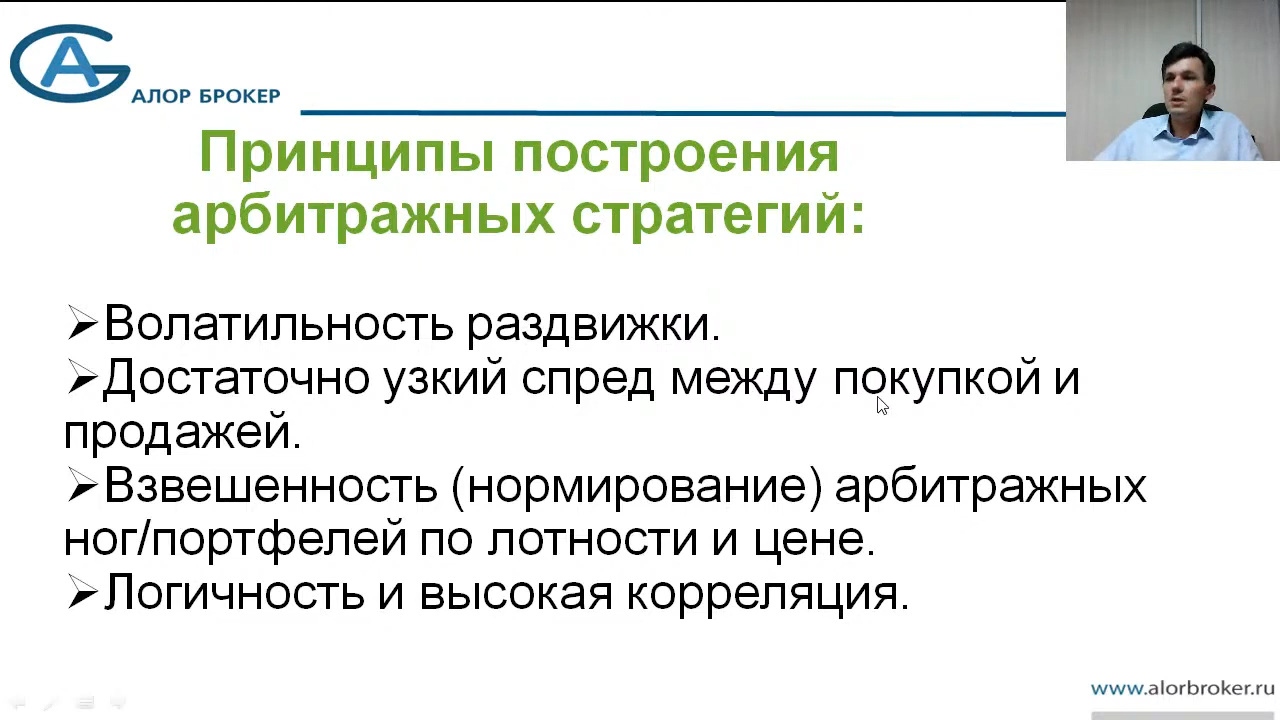 АЛОР БРОКЕР
Принципы построения
арбитражных стратегий:
➢Волатильность раздвижки.
➢Достаточно узкий спред между покупкой и
продажей.
➢Взвешенность (нормирование) арбитражных
ног/портфелей по лотности и цене.
➢Логичность и высокая корреляция.
www.alorbroker.ru